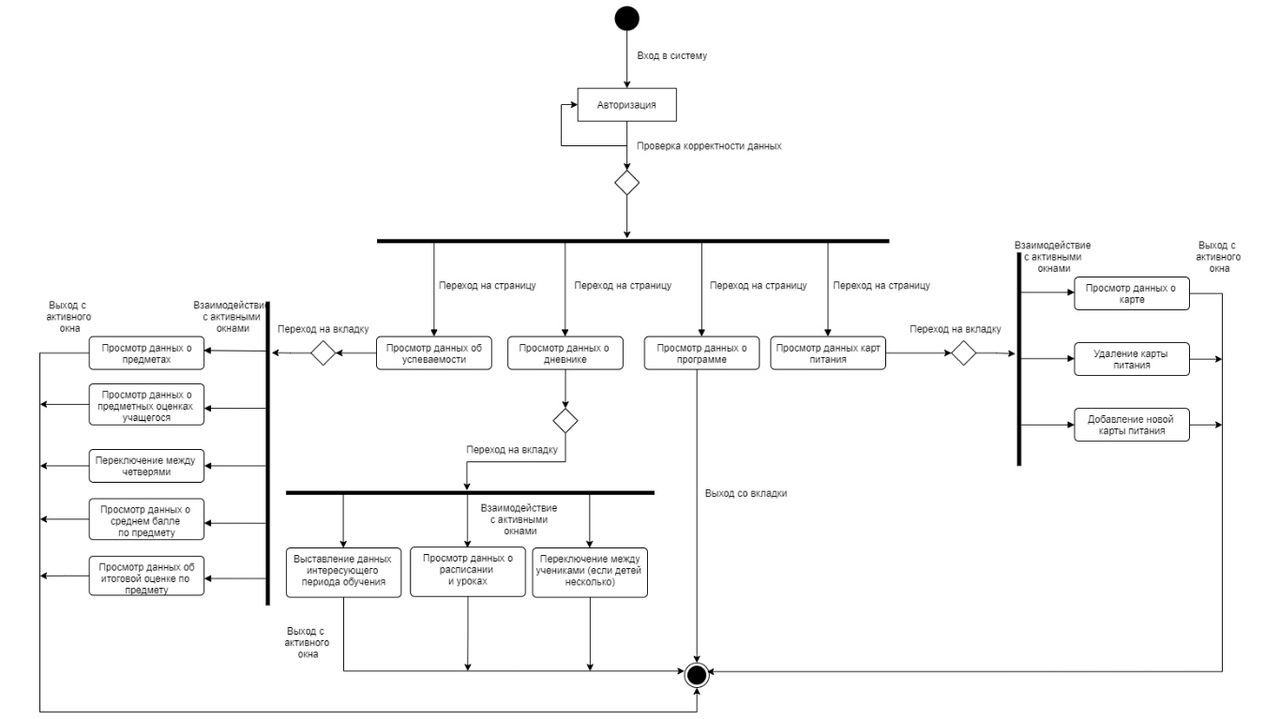 Вход в систему
Авторизация
Проверка корректности данных
Переход на страницу
Переход на страницу
Переход на страницу
Переход на страницу
Просмотр данных об
успеваемости
Просмотр данных о
дневнике
Просмотр данных о
программе
Просмотр данных карт
питания
Переход на вкладку
Взаимодействие
с активными
окнами
Выход с
активного
окна
Просмотр данных о
предметах
Просмотр данных о
предметных оценках
учащегося
Переключение между
четвертями
Просмотр данных о
среднем балле
по предмету
Просмотр данных об
итоговой оценке по
предмету
Переход на вкладку
Взаимодействие
с активными
окнами
Выставление данных
интересующего
периода обучения
Просмотр данных о
расписании
и уроках
Переключение между
учениками (если детей
несколько)
Выход с
активного
окна
Выход со вкладки
Переход на вкладку
Взаимодействие
с активными
окнами
Выход с
активного
окна
Просмотр данных о
карте
Удаление карты
питания
Добавление новой
карты питания